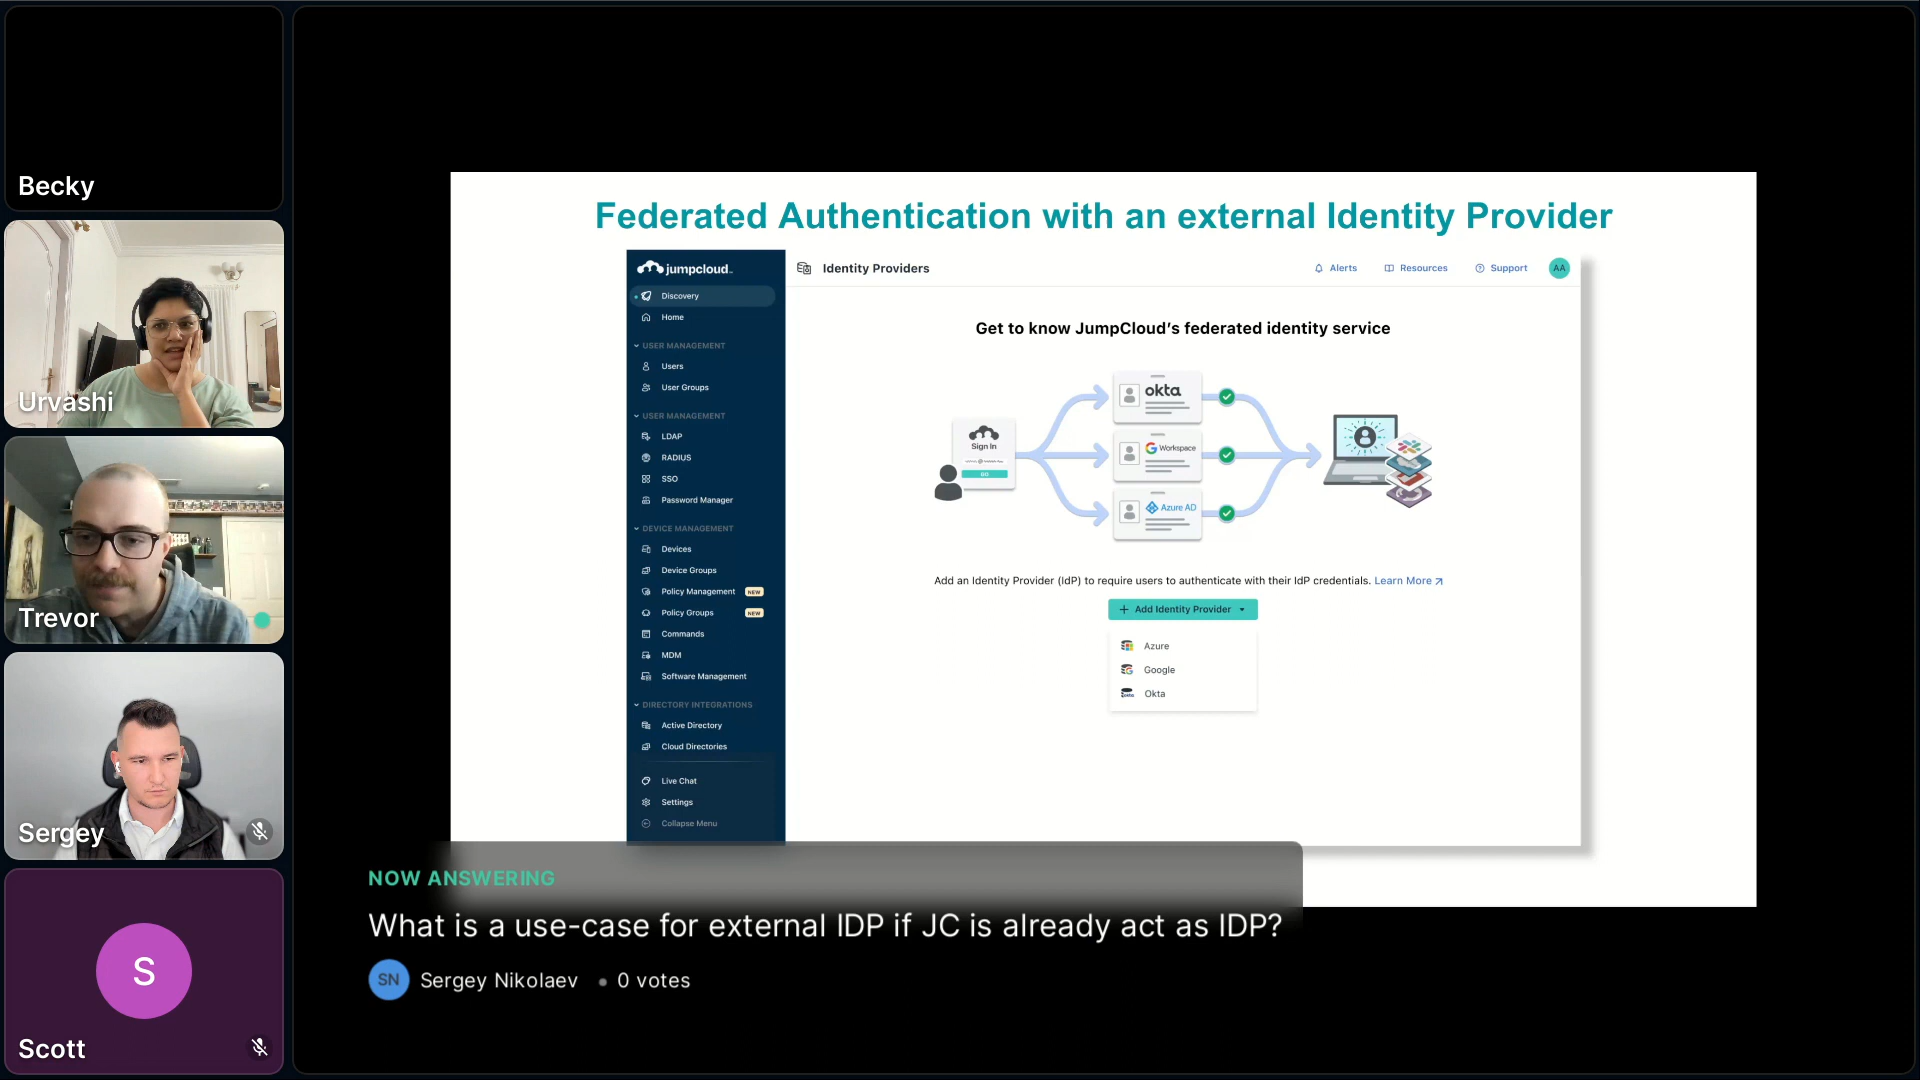 Becky
Urvashi
Trevor
Sergey
S
Scott
Federated Authentication with an external Identity Provider
jumpcloud
Discovery
Home
USER MANAGEMENT
Users
User Groups
USER MANAGEMENT
LDAP
RADIUS
SSO
Password Manager
DEVICE MANAGEMENT
Devices
Device Groups
Policy Management NEW
Policy Groups NEW
Commands
MDM
Software Management
DIRECTORY INTEGRATIONS
Active Directory
Cloud Directories
Live Chat
Settings
Collapse Menu
Identity Providers
Alerts
Resources
Support
AA
Get to know JumpCloud's federated identity service
Sign In
GO
okta
Workspace
Azure AD
Add an Identity Provider (IdP) to require users to authenticate with their IdP credentials. Learn More
+ Add Identity Provider
Azure
Google
Okta
NOW ANSWERING
What is a use-case for external IDP if JC is already act as IDP?
SN
Sergey Nikolaev • 0 votes